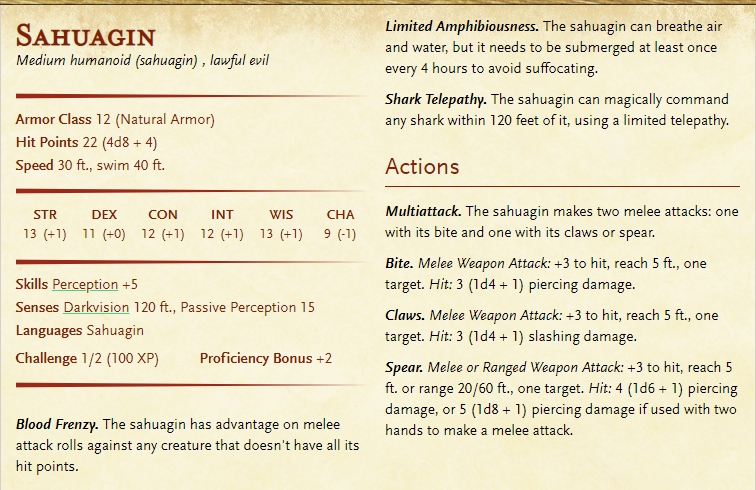 SAHUAGIN
Medium humanoid (sahuagin) , lawful evil
Armor Class 12 (Natural Armor)
Hit Points 22 (4d8 + 4)
Speed 30 ft., swim 40 ft.
STR DEX CON INT WIS CHA
13 (+1) 11 (+0) 12 (+1) 12 (+1) 13 (+1) 9 (-1)
Skills Perception +5
Senses Darkvision 120 ft., Passive Perception 15
Languages Sahuagin
Challenge 1/2 (100 XP) Proficiency Bonus +2
Blood Frenzy. The sahuagin has advantage on melee
attack rolls against any creature that doesn't have all its
hit points.
Limited Amphibiousness. The sahuagin can breathe air
and water, but it needs to be submerged at least once
every 4 hours to avoid suffocating.
Shark Telepathy. The sahuagin can magically command
any shark within 120 feet of it, using a limited telepathy.
Actions
Multiattack. The sahuagin makes two melee attacks: one
with its bite and one with its claws or spear.
Bite. Melee Weapon Attack: +3 to hit, reach 5 ft., one
target. Hit: 3 (1d4 + 1) piercing damage.
Claws. Melee Weapon Attack: +3 to hit, reach 5 ft., one
target. Hit: 3 (1d4 + 1) slashing damage.
Spear. Melee or Ranged Weapon Attack: +3 to hit, reach 5
ft. or range 20/60 ft., one target. Hit: 4 (1d6 + 1) piercing
damage, or 5 (1d8 + 1) piercing damage if used with two
hands to make a melee attack.